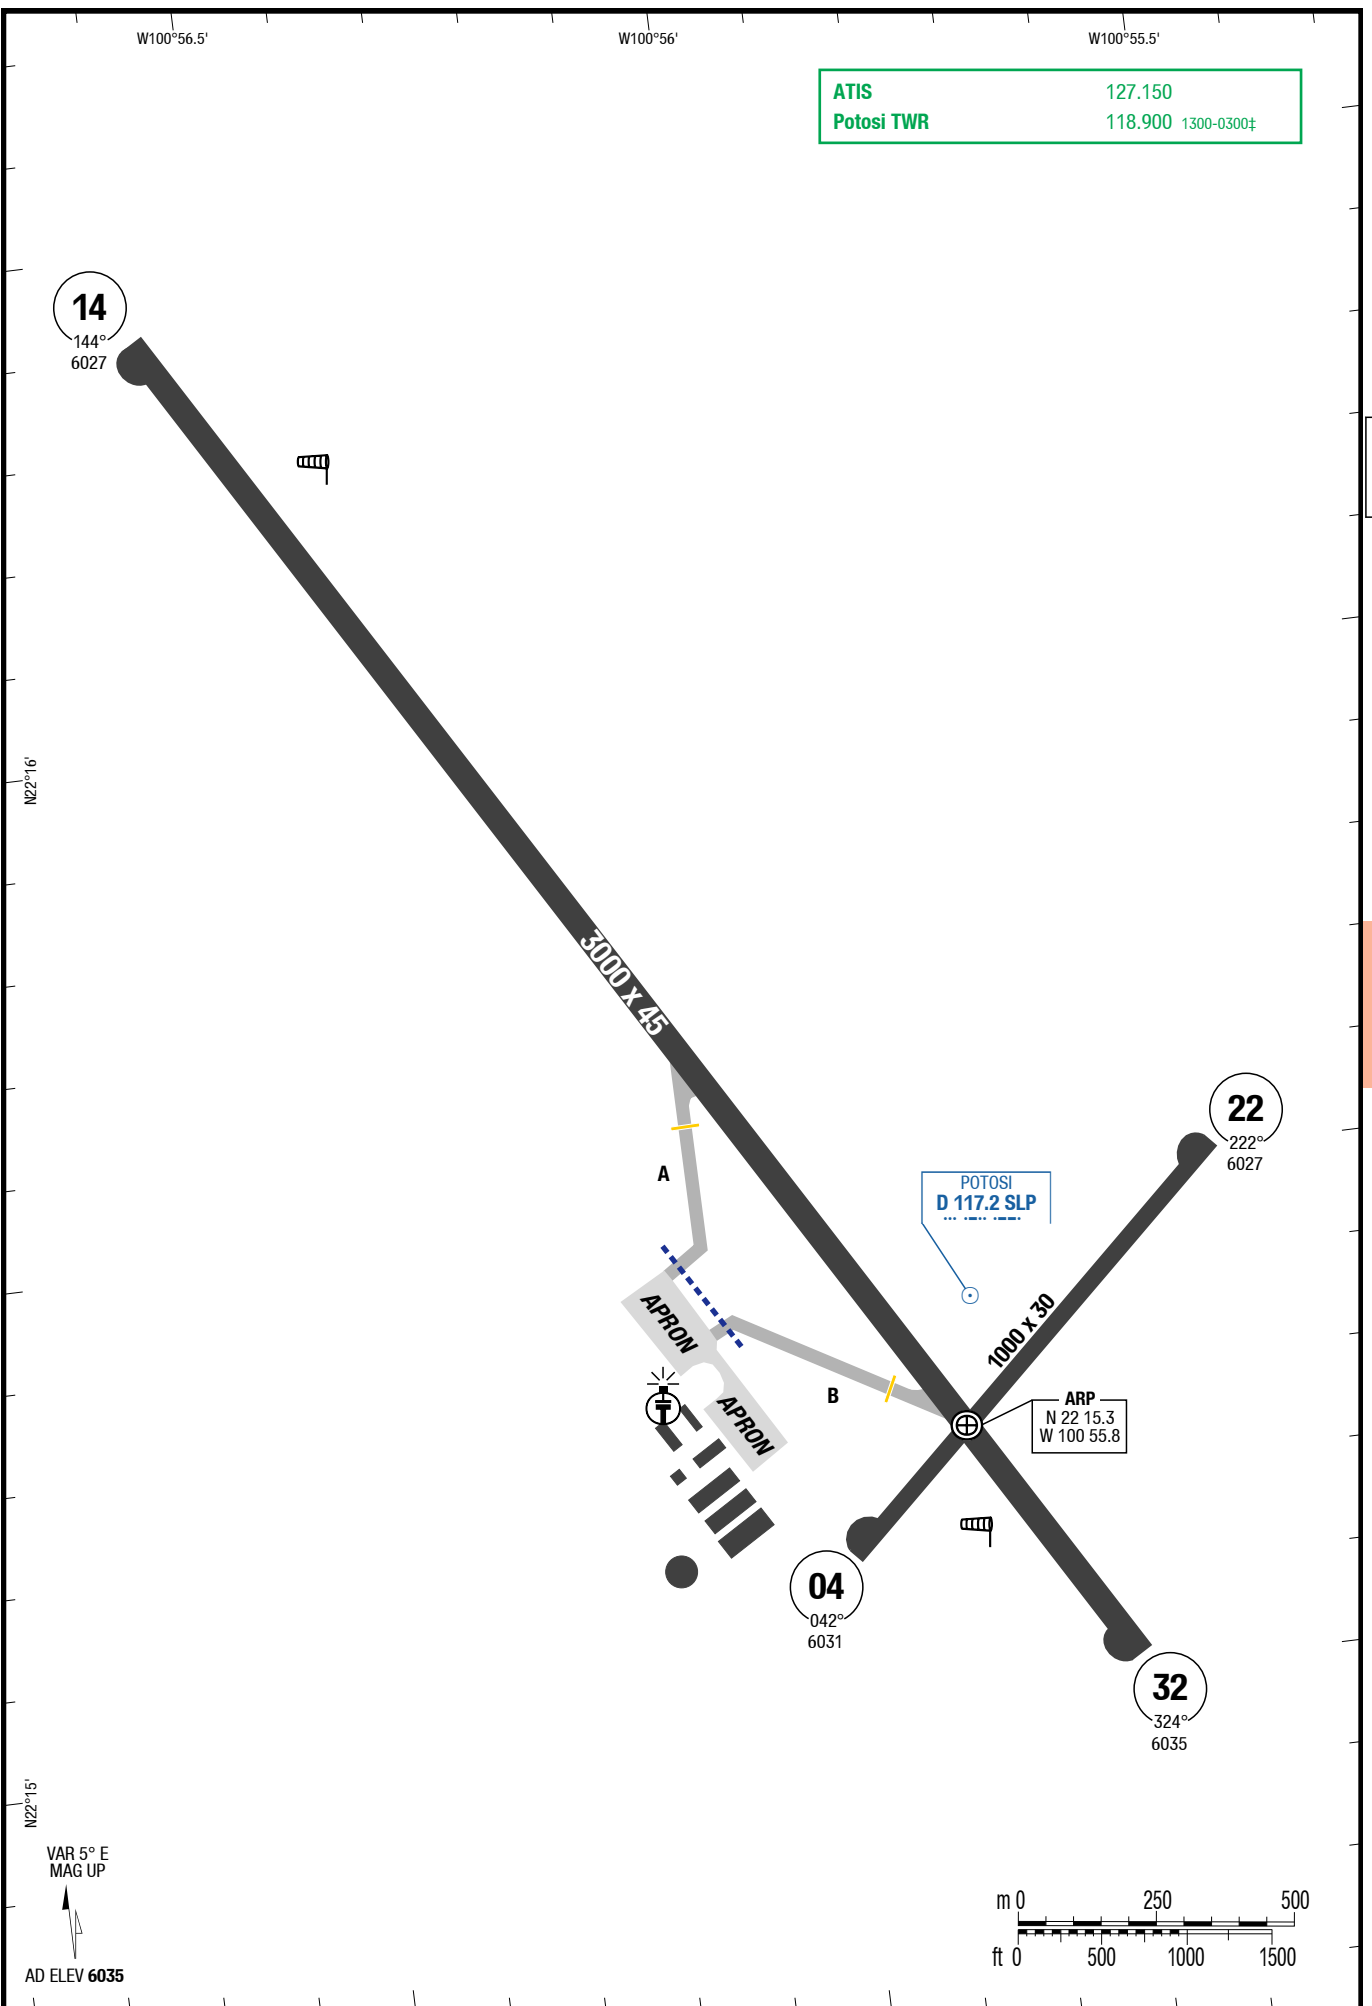 W100°56.5'
W100°56'
W100°55.5'
ATIS 127.150
Potosi TWR 118.900 1300-0300‡
14
144°
6027
N22°16'
3000 x 45
22
222°
6027
A
POTOSI
D 117.2 SLP
APRON
1000 x 30
B
APRON
ARP
N 22 15.3
W 100 55.8
04
042°
6031
32
324°
6035
N22°15'
VAR 5° E
MAG UP
AD ELEV 6035
m 0 250 500
ft 0 500 1000 1500